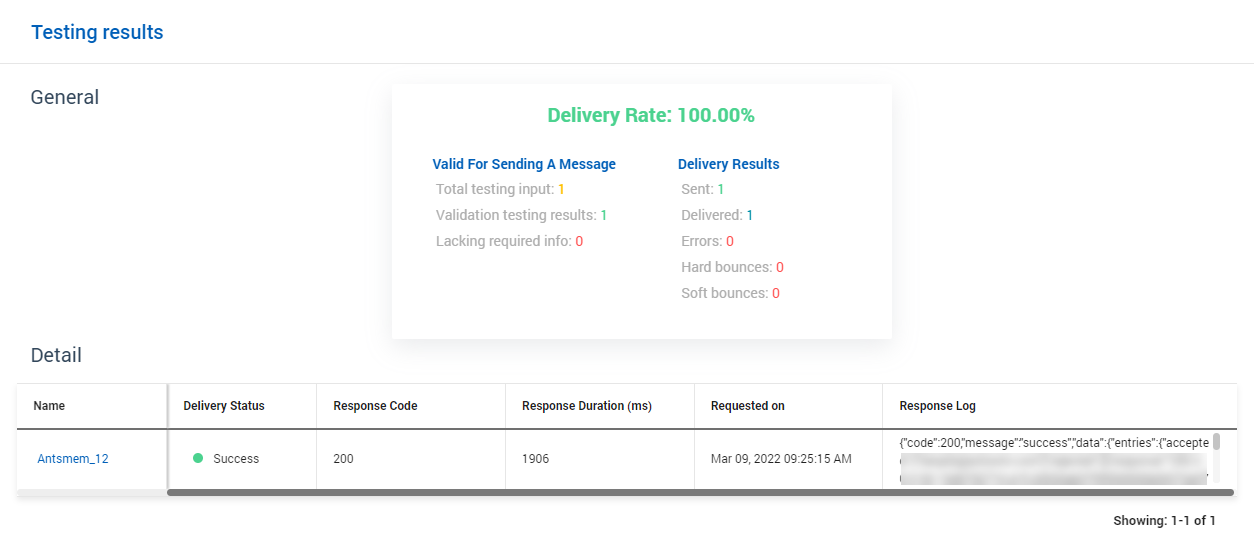 Testing results
General
Delivery Rate: 100.00%
Valid For Sending A Message
Total testing input: 1
Validation testing results: 1
Lacking required info: 0
Delivery Results
Sent: 1
Delivered: 1
Errors: 0
Hard bounces: 0
Soft bounces: 0
Detail
Name Delivery Status Response Code Response Duration (ms) Requested on Response Log
Antsmem_12 Success 200 1906 Mar 09, 2022 09:25:15 AM {"code":200,"message":"success","data":{"entries":{"accepte
Showing: 1-1 of 1